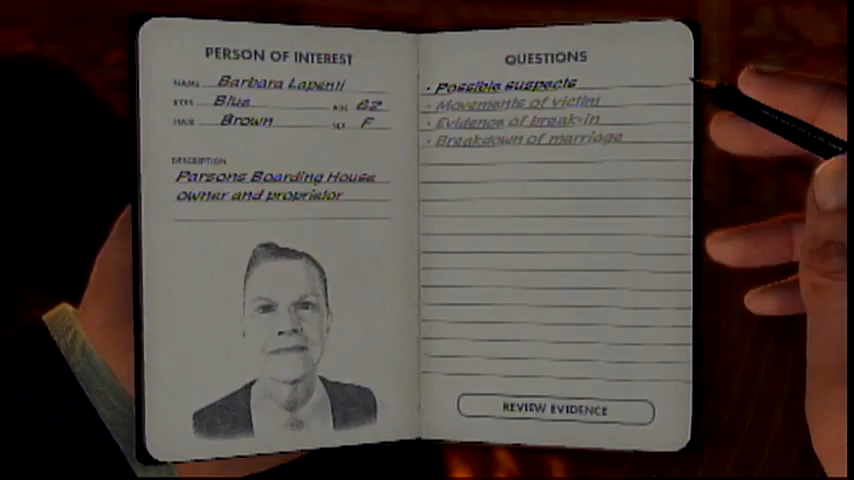 PERSON OF INTEREST
NAME Barbara Lapenti
EYES Blue AGE 62
HAIR Brown SEX F
DESCRIPTION
Parsons Boarding House
owner and proprietor
QUESTIONS
· Possible suspects
· Movements of victim
· Evidence of break-in
· Breakdown of marriage
REVIEW EVIDENCE